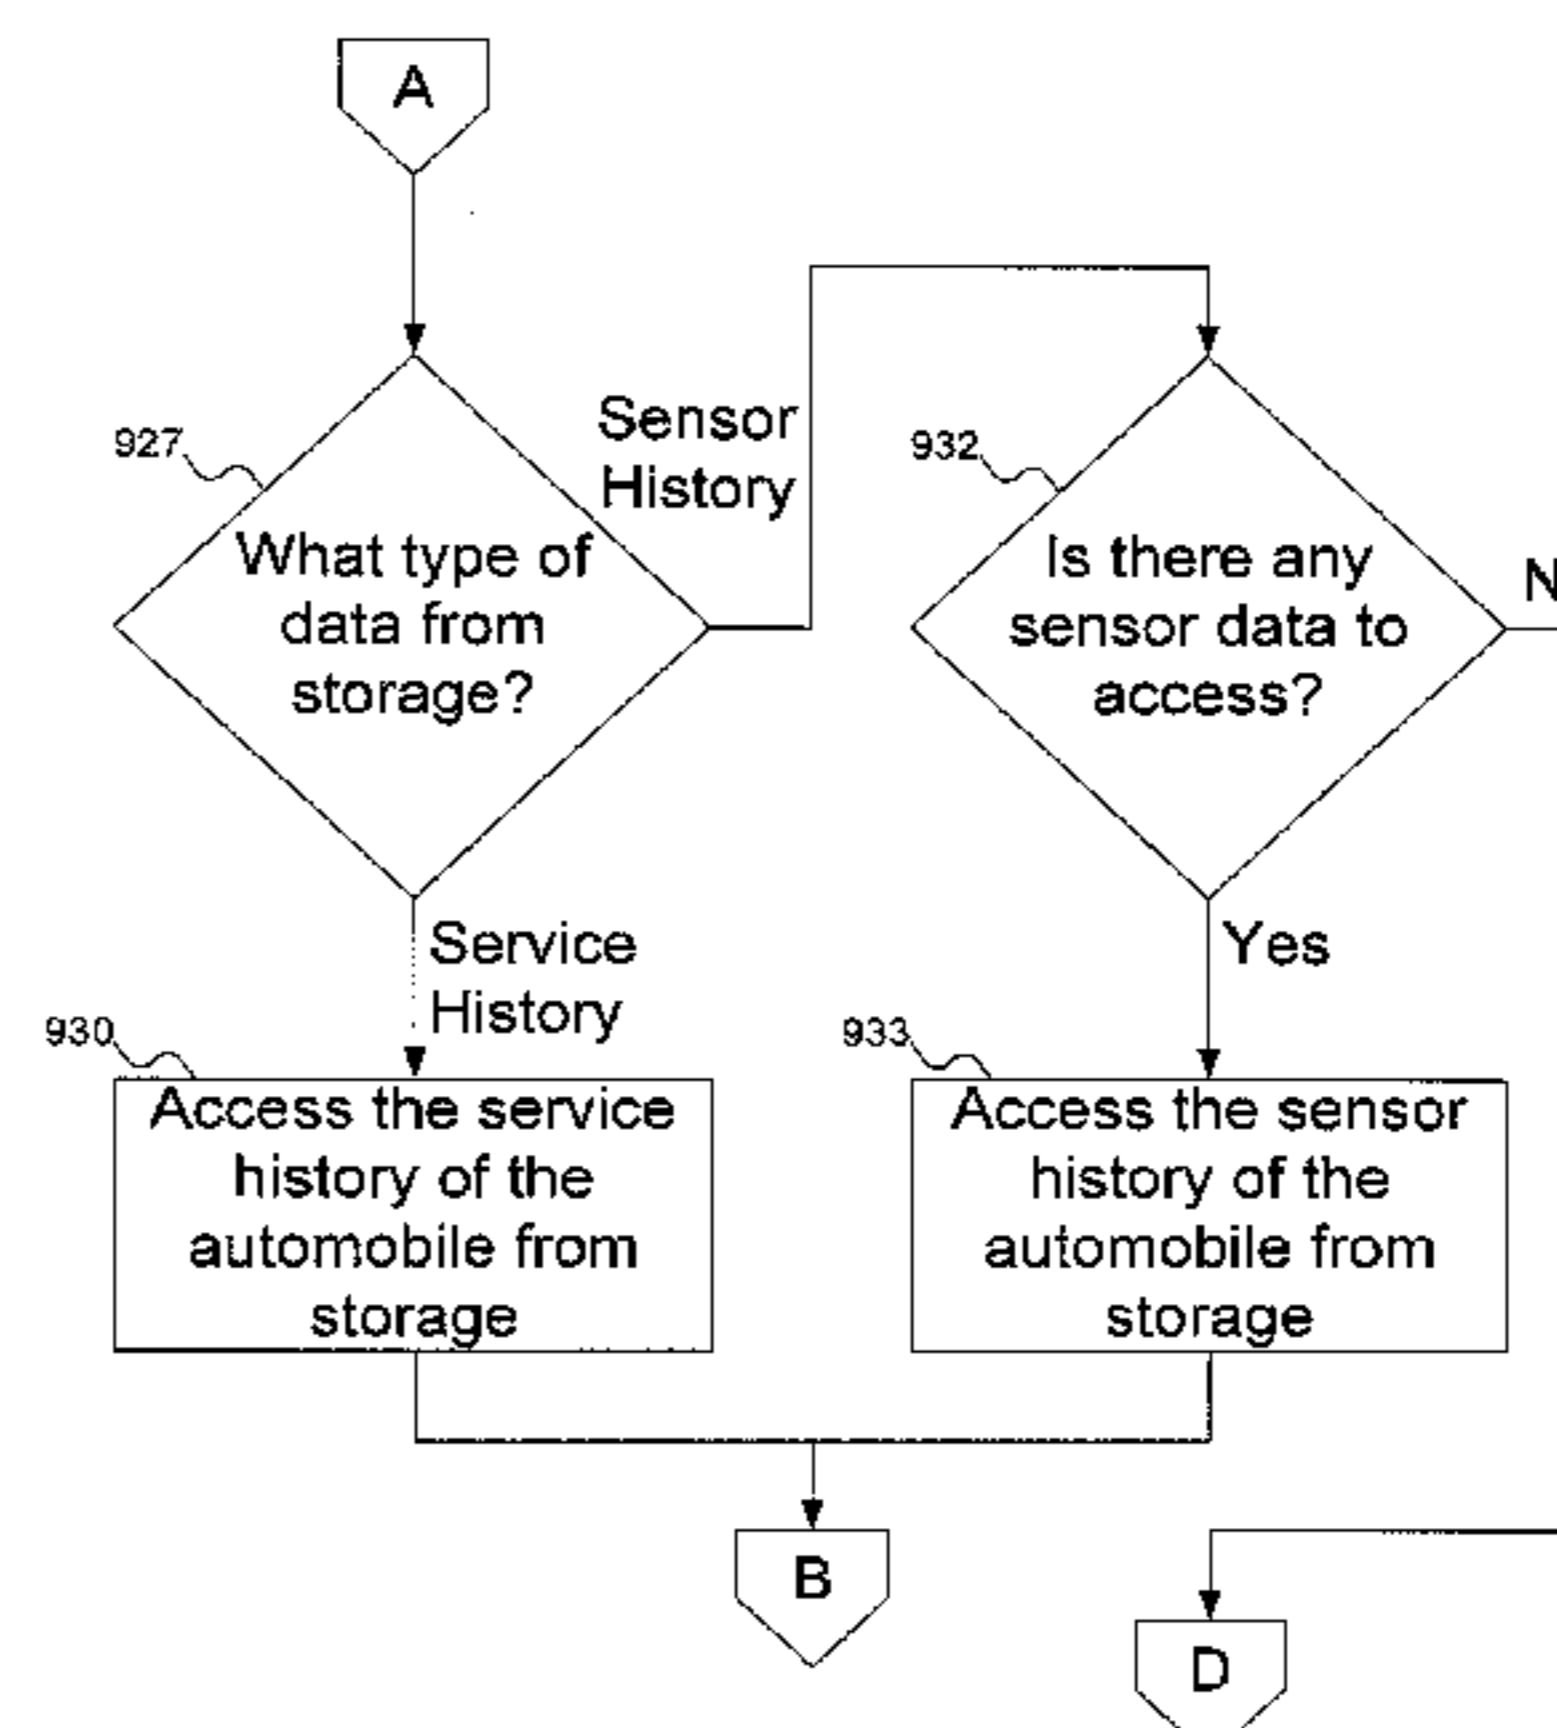 A
Sensor
History
927
What type of
data from
storage?
932
Is there any
sensor data to
access?
N
Service
History
Yes
930
Access the service
history of the
automobile from
storage
933
Access the sensor
history of the
automobile from
storage
B
D